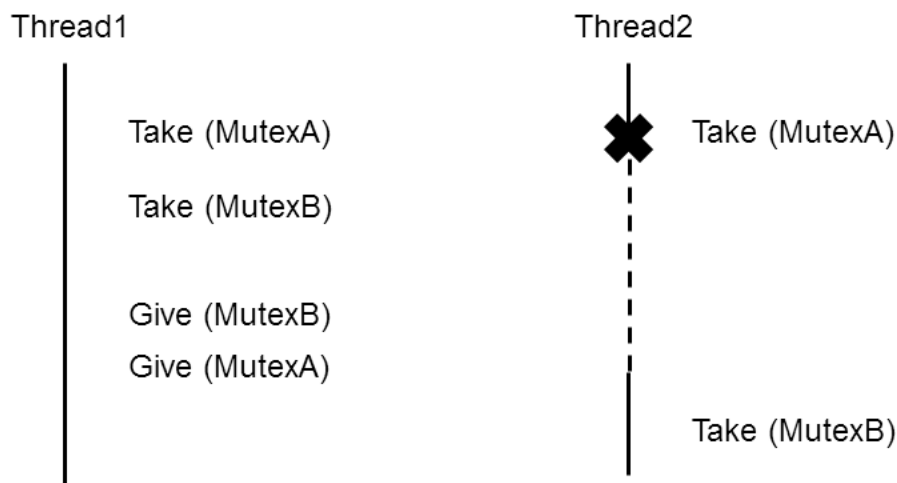 Thread1
Thread2
Take (MutexA)
Take (MutexA)
Take (MutexB)
Give (MutexB)
Give (MutexA)
Take (MutexB)